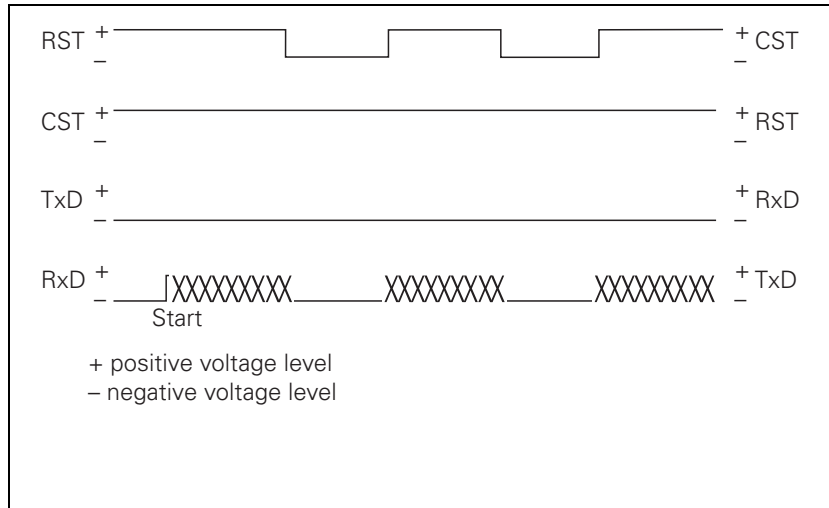 RST + – + – CST
CST + – + – RST
TxD + – + – RxD
RxD + – + – TxD
Start
+ positive voltage level
– negative voltage level